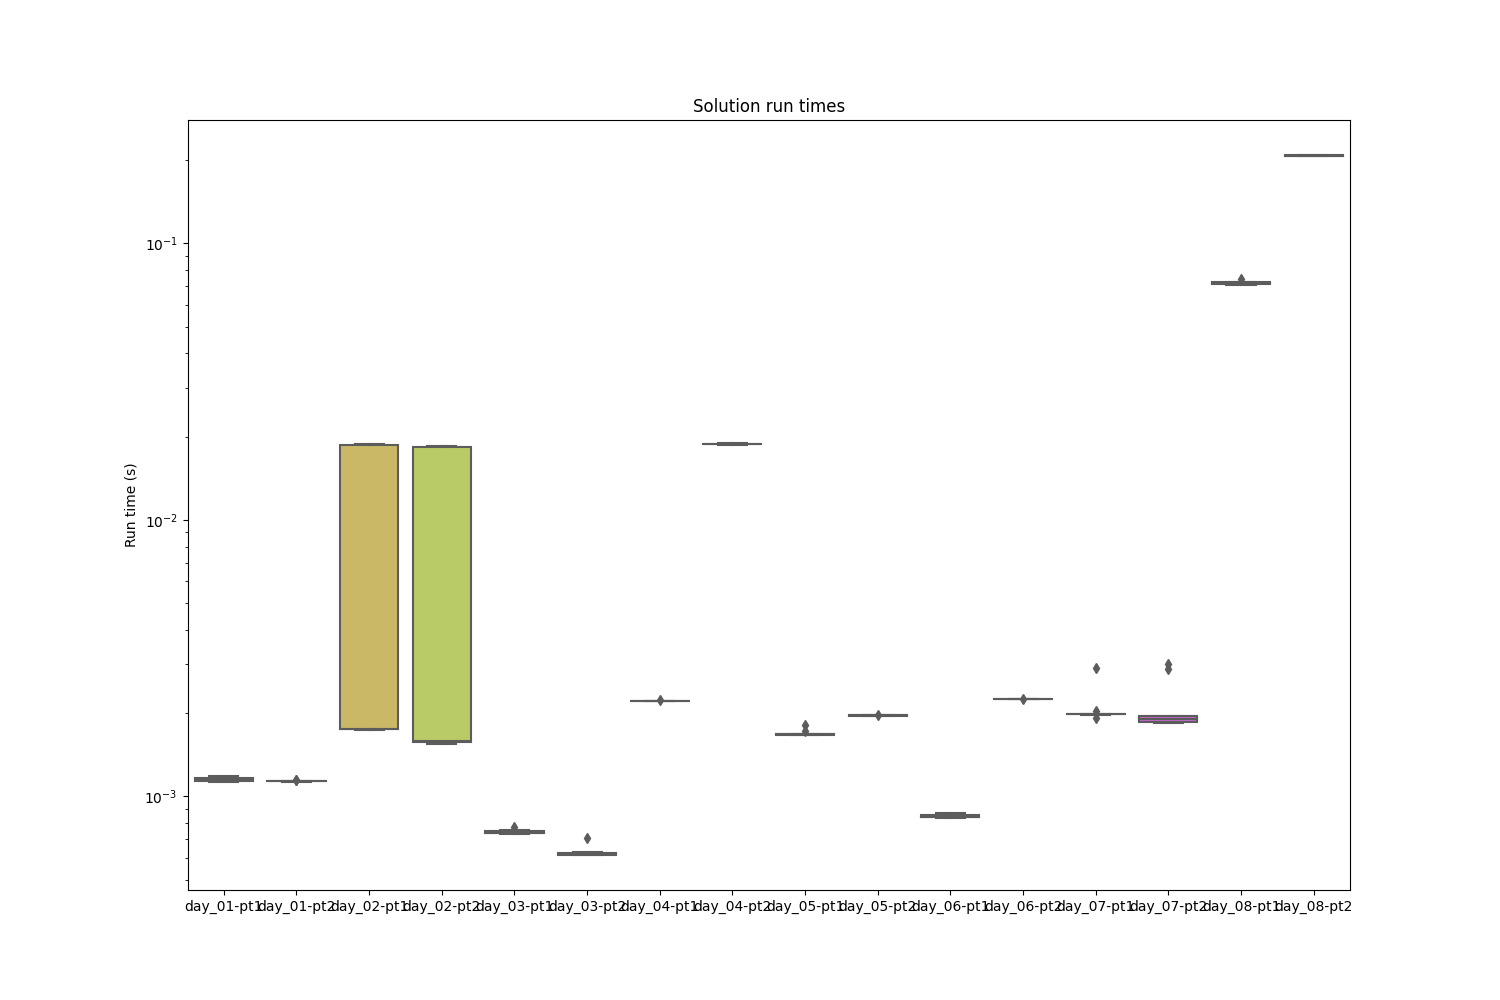 Solution run times
Run time (s)
10⁻¹
10⁻²
10⁻³
day_01-pt1 day_01-pt2 day_02-pt1 day_02-pt2 day_03-pt1 day_03-pt2 day_04-pt1 day_04-pt2 day_05-pt1 day_05-pt2 day_06-pt1 day_06-pt2 day_07-pt1 day_07-pt2 day_08-pt1 day_08-pt2